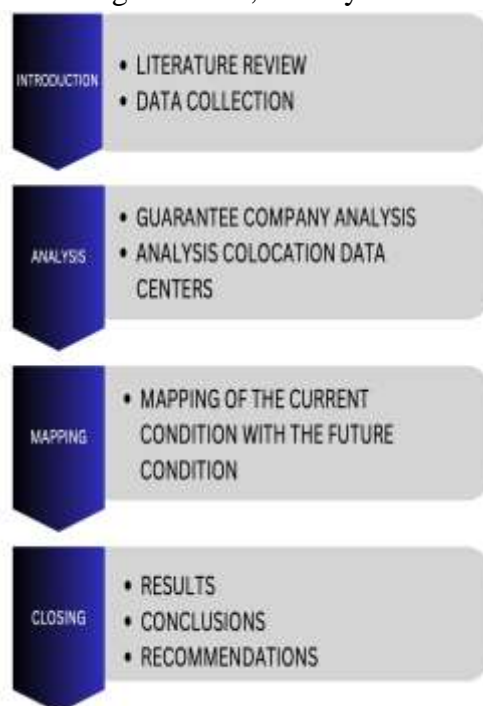 INTRODUCTION
• LITERATURE REVIEW
• DATA COLLECTION
ANALYSIS
• GUARANTEE COMPANY ANALYSIS
• ANALYSIS COLOCATION DATA
CENTERS
MAPPING
• MAPPING OF THE CURRENT
CONDITION WITH THE FUTURE
CONDITION
CLOSING
• RESULTS
• CONCLUSIONS
• RECOMMENDATIONS